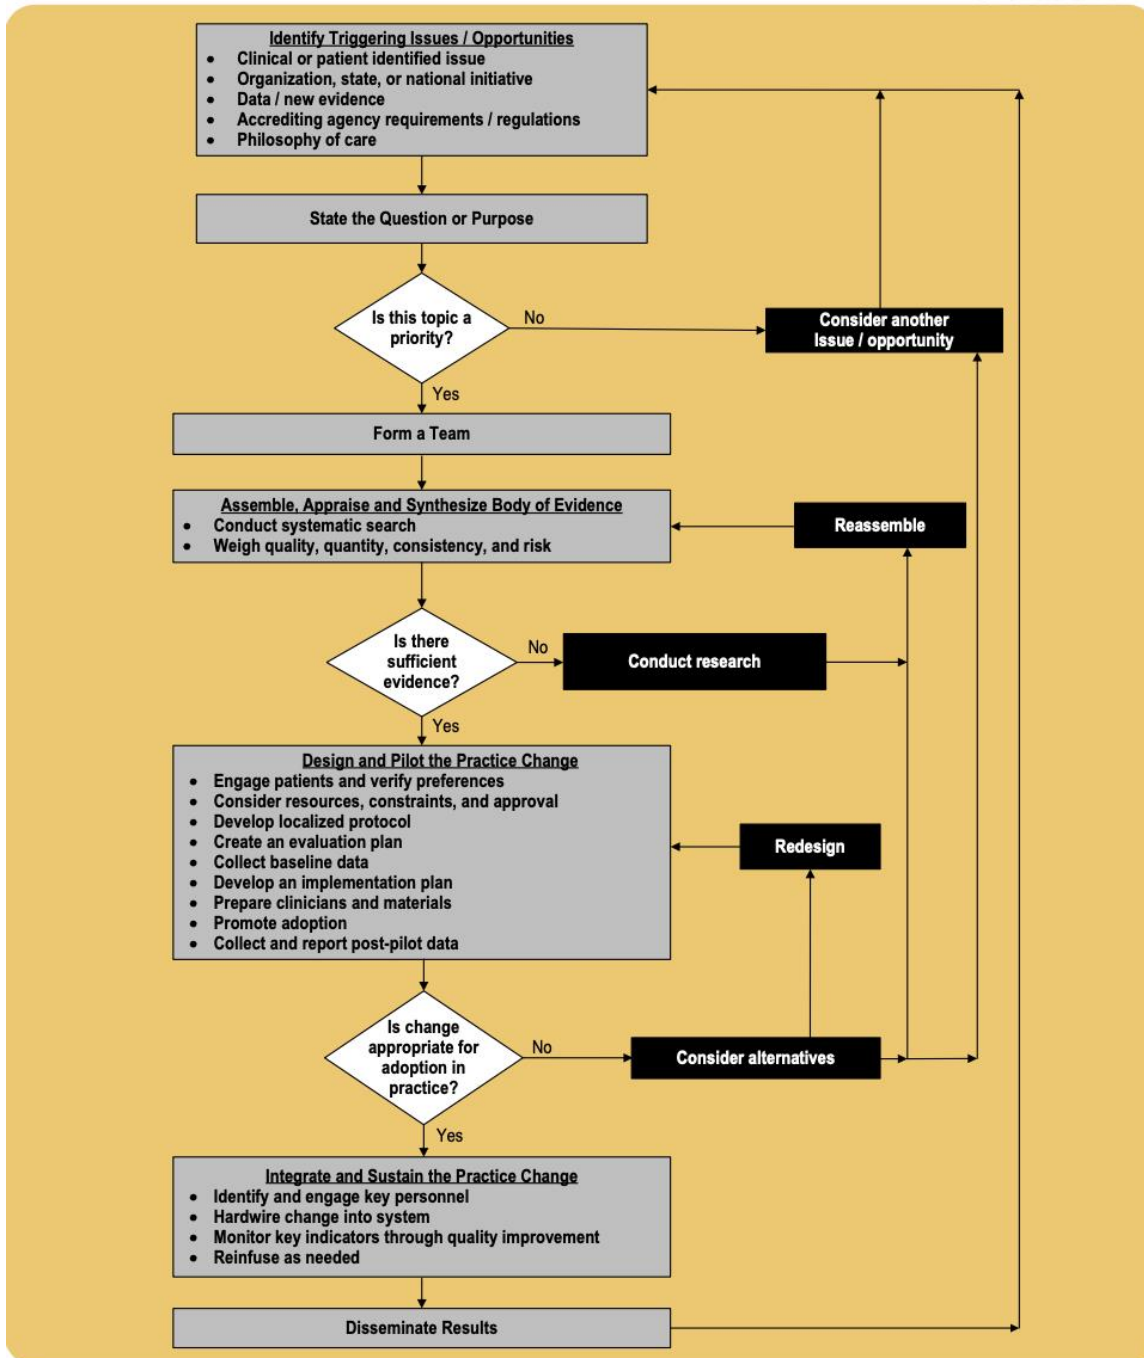 Identify Triggering Issues / Opportunities
• Clinical or patient identified issue
• Organization, state, or national initiative
• Data / new evidence
• Accrediting agency requirements / regulations
• Philosophy of care
State the Question or Purpose
Is this topic a
priority?
No
Consider another
Issue / opportunity
Yes
Form a Team
Assemble, Appraise and Synthesize Body of Evidence
• Conduct systematic search
• Weigh quality, quantity, consistency, and risk
Reassemble
Is there
sufficient
evidence?
No
Conduct research
Yes
Design and Pilot the Practice Change
• Engage patients and verify preferences
• Consider resources, constraints, and approval
• Develop localized protocol
• Create an evaluation plan
• Collect baseline data
• Develop an implementation plan
• Prepare clinicians and materials
• Promote adoption
• Collect and report post-pilot data
Redesign
Is change
appropriate for
adoption in
practice?
No
Consider alternatives
Yes
Integrate and Sustain the Practice Change
• Identify and engage key personnel
• Hardwire change into system
• Monitor key indicators through quality improvement
• Reinfuse as needed
Disseminate Results